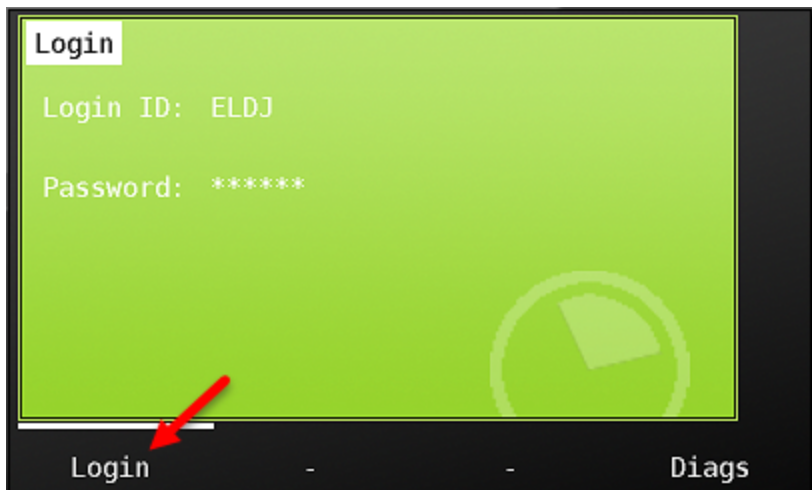 Login
Login ID: ELDJ
Password: ******
Login - - Diags